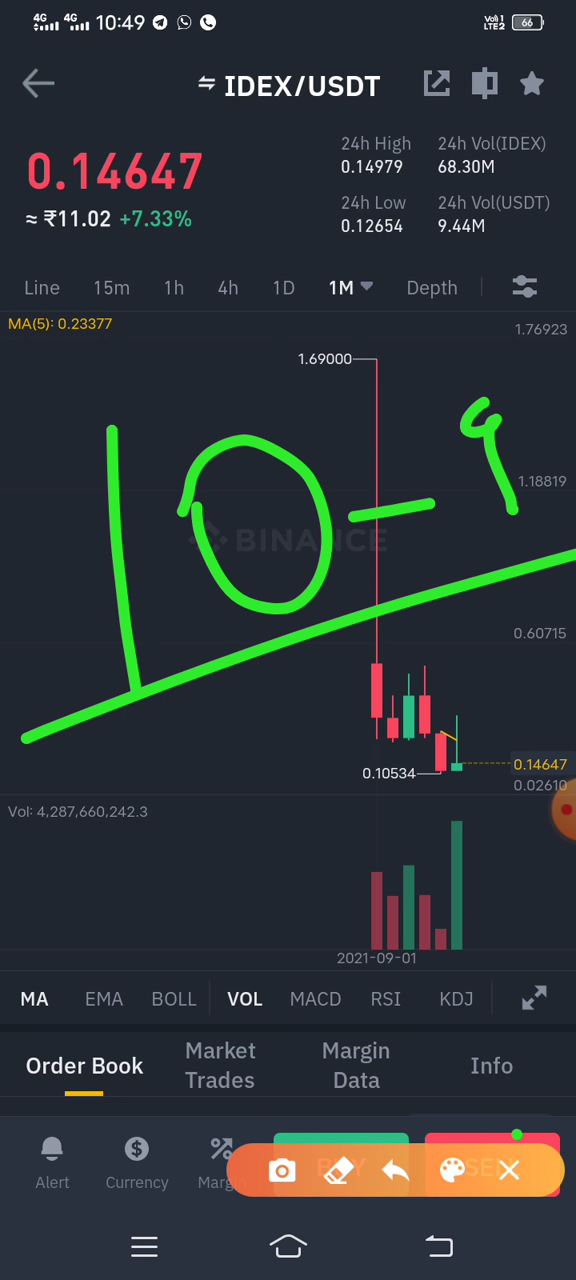 4G 4G 10:49 Vo)) 1 LTE2 66
IDEX/USDT
0.14647
≈ ₹11.02 +7.33%
24h High
0.14979
24h Vol(IDEX)
68.30M
24h Low
0.12654
24h Vol(USDT)
9.44M
Line 15m 1h 4h 1D 1M Depth
MA(5): 0.23377
1.76923
1.69000
1.18819
10-9
BINANCE
0.60715
0.14647
0.10534
0.02610
Vol: 4,287,660,242.3
2021-09-01
MA EMA BOLL VOL MACD RSI KDJ
Order Book
Market Trades
Margin Data
Info
Alert Currency